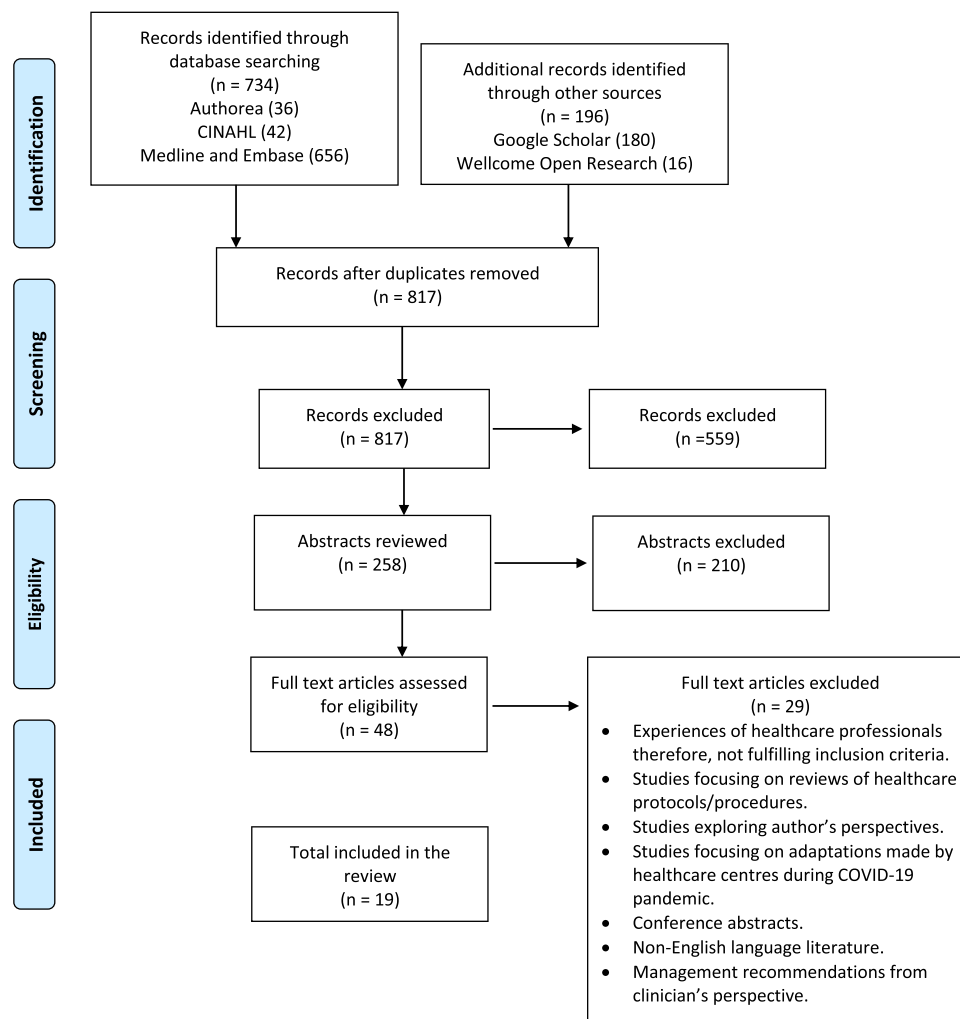 Identification
Records identified through
database searching
(n = 734)
Authorea (36)
CINAHL (42)
Medline and Embase (656)
Additional records identified
through other sources
(n = 196)
Google Scholar (180)
Wellcome Open Research (16)
Records after duplicates removed
(n = 817)
Screening
Records excluded
(n = 817)
Records excluded
(n =559)
Eligibility
Abstracts reviewed
(n = 258)
Abstracts excluded
(n = 210)
Full text articles assessed
for eligibility
(n = 48)
Full text articles excluded
(n = 29)
• Experiences of healthcare professionals
therefore, not fulfilling inclusion criteria.
• Studies focusing on reviews of healthcare
protocols/procedures.
• Studies exploring author’s perspectives.
• Studies focusing on adaptations made by
healthcare centres during COVID-19
pandemic.
• Conference abstracts.
• Non-English language literature.
• Management recommendations from
clinician’s perspective.
Included
Total included in the
review
(n = 19)